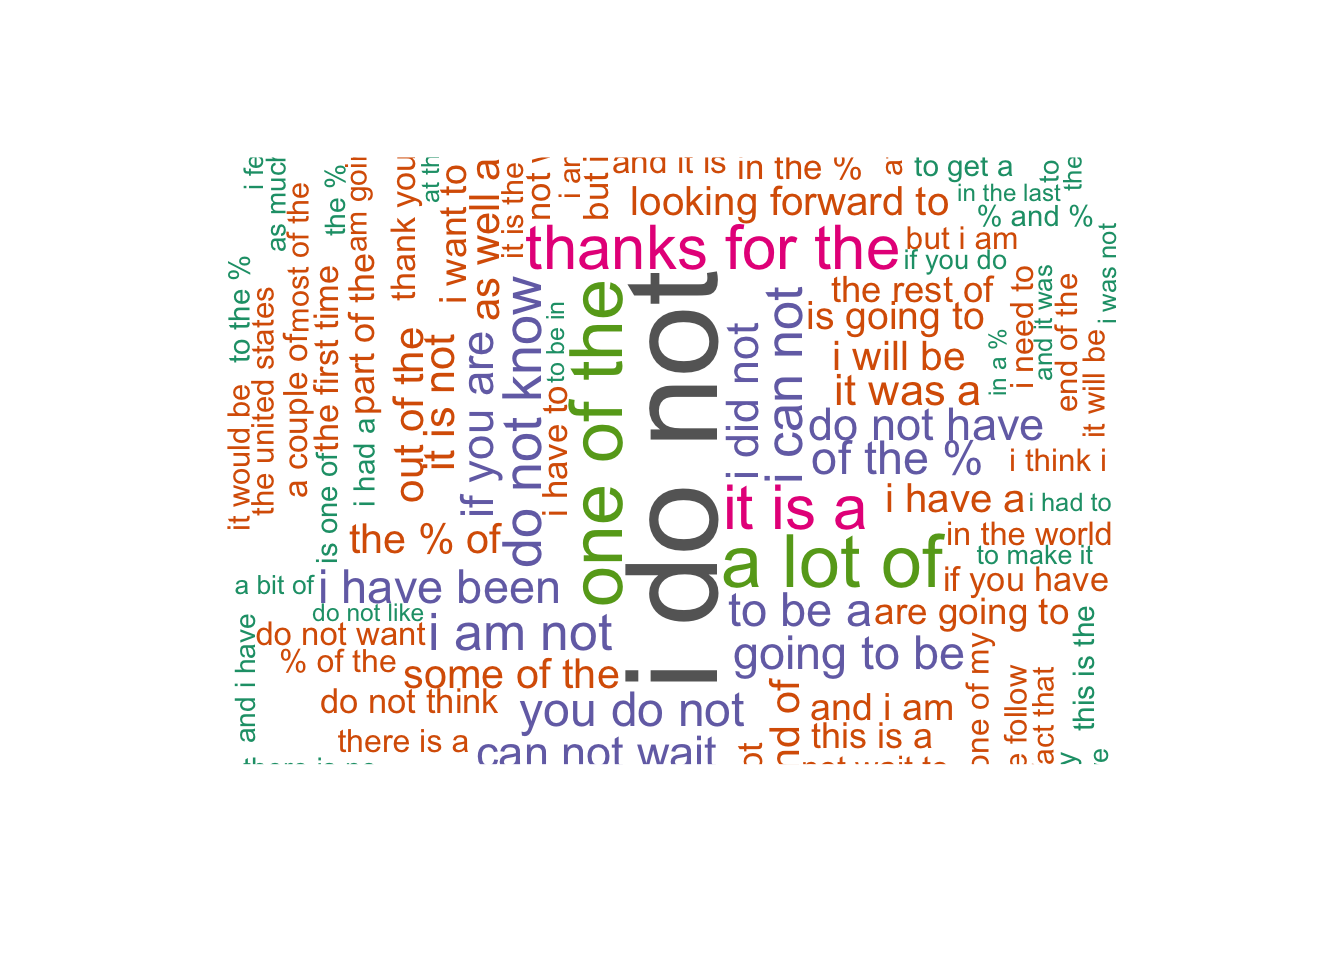 and it is
in the %
to get a
looking forward to
in the last
% and %
thanks for the
but i am
if you do
i fe
as much
the %
am goin
thank you
at th
i want to
as well a
it is the
not
i ar
but i
a
to
the
to the %
most of the
the united states
a couple of
the first time
part of the
out of the
it is not
if you are
do not know
to be in
i have to
one of the
i do not
i did not
i can not
the rest of
is going to
i will be
it was a
in a %
i need to
and it was
end of the
it will be
i was not
do not have
of the %
i think i
it would be
is one of
i had a
the % of
it is a
i have a
i had to
in the world
a lot of
to make it
if you have
a bit of
i have been
do not like
to be a
are going to
and i have
do not want
i am not
% of the
some of the
going to be
do not think
you do not
and i am
there is a
can not wait
this is a
ot
nd of
one of my
e follow
act that
this is the
y
e
there is no
not wait to